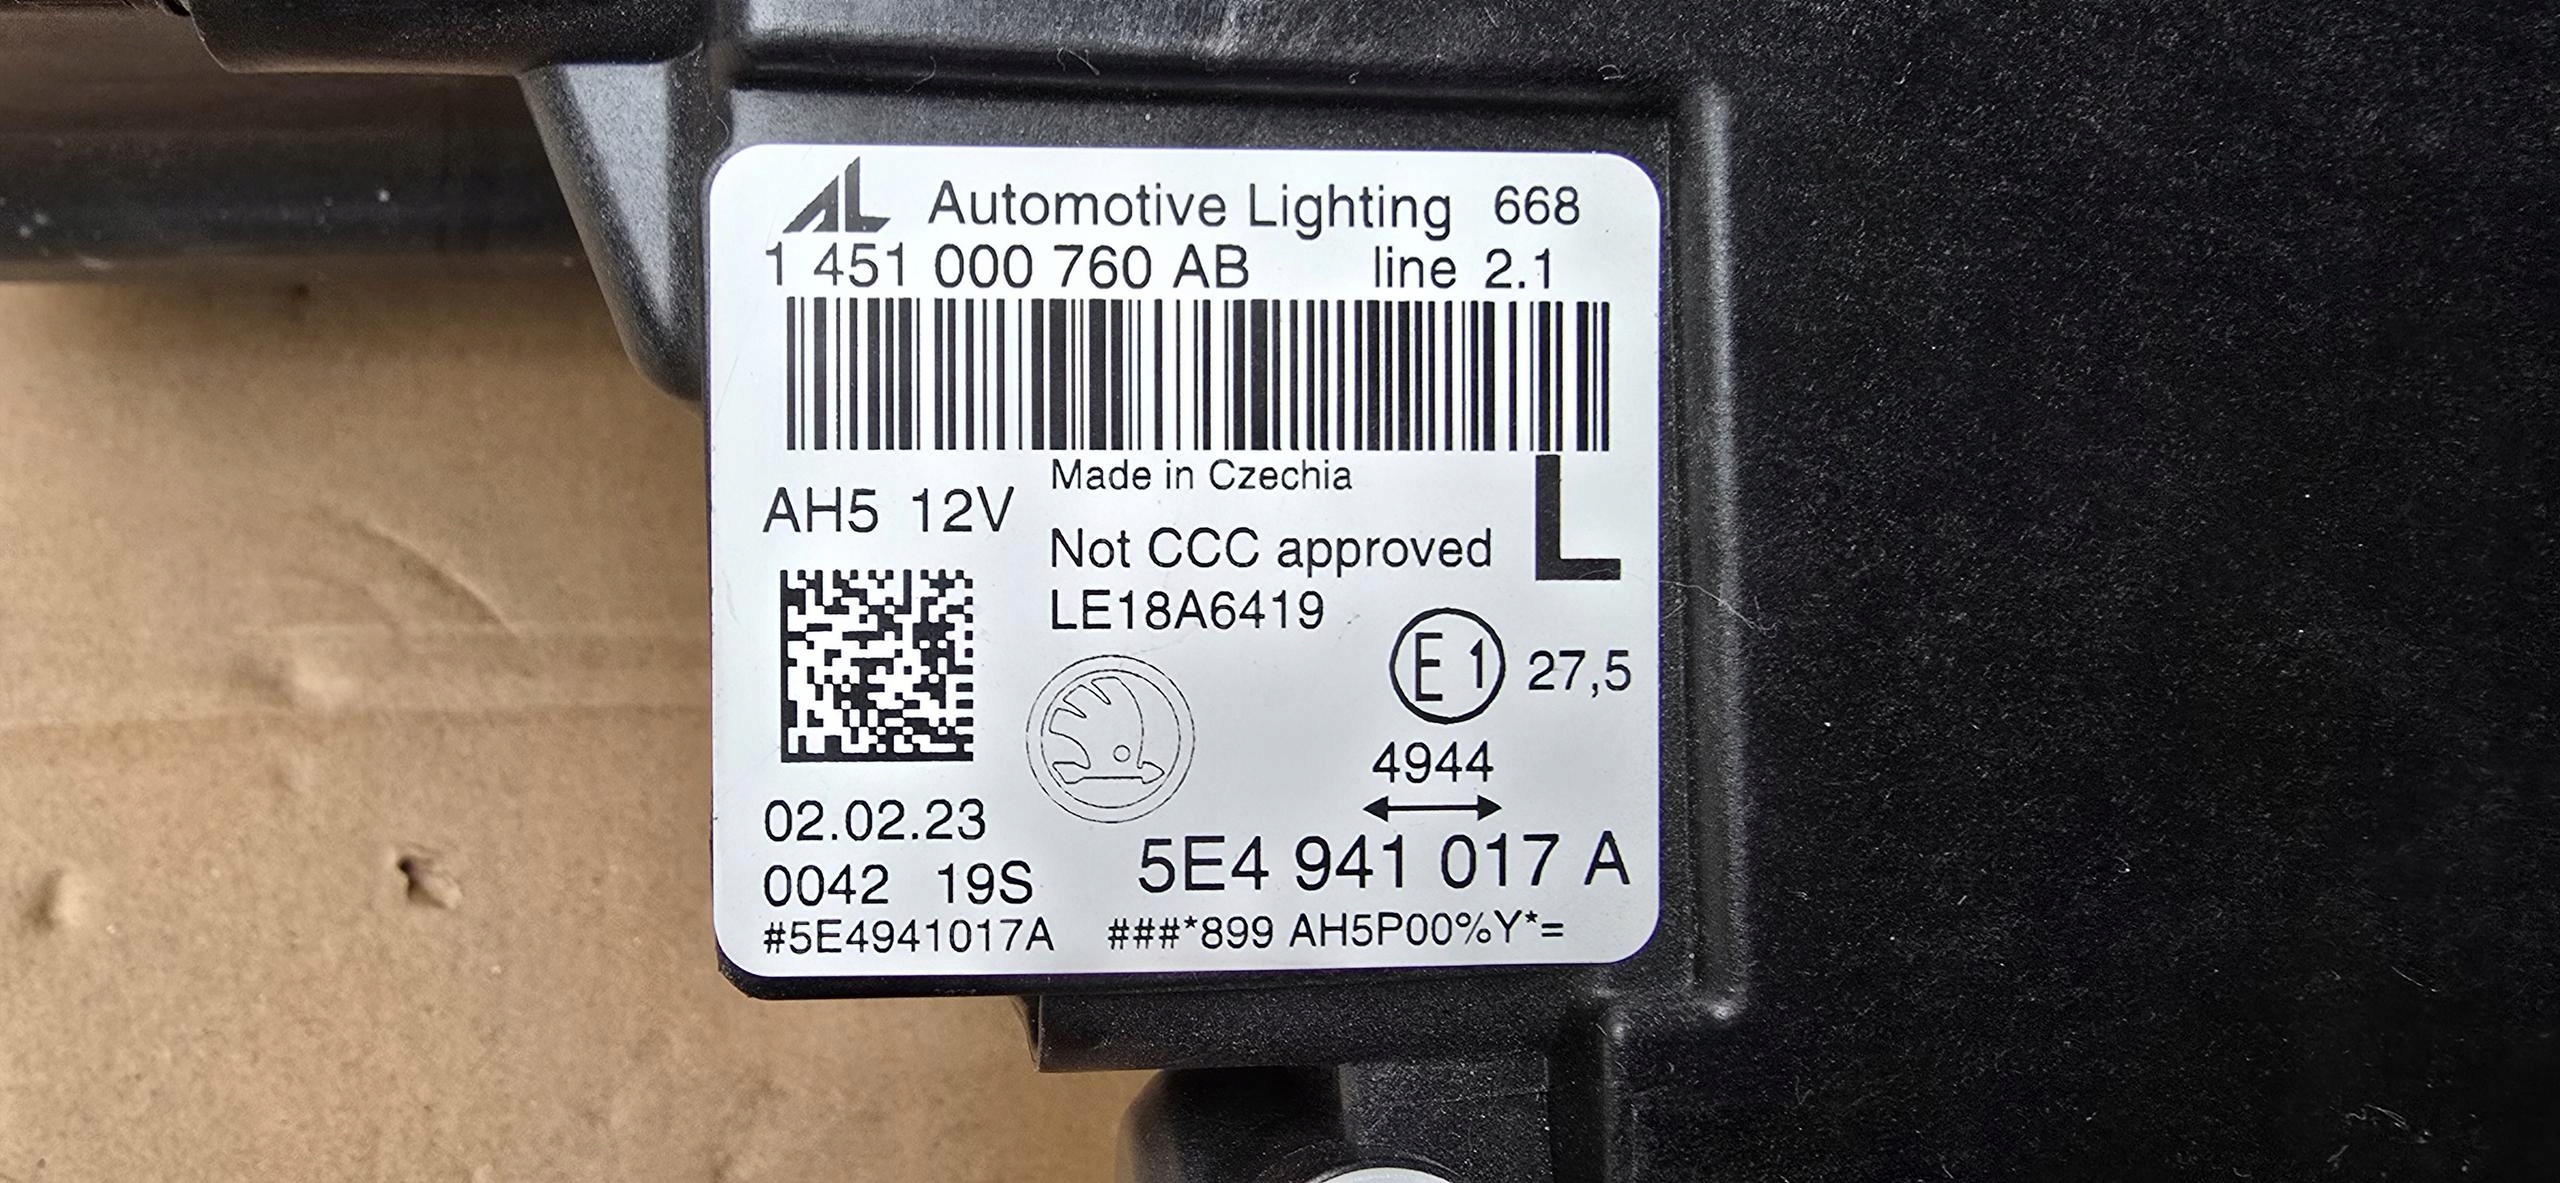 AL Automotive Lighting 668
1 451 000 760 AB line 2.1
Made in Czechia
AH5 12V
L
Not CCC approved
LE18A6419
E1 27,5
4944
02.02.23
5E4 941 017 A
0042 19S
#5E4941017A ###*899 AH5P00%Y*=